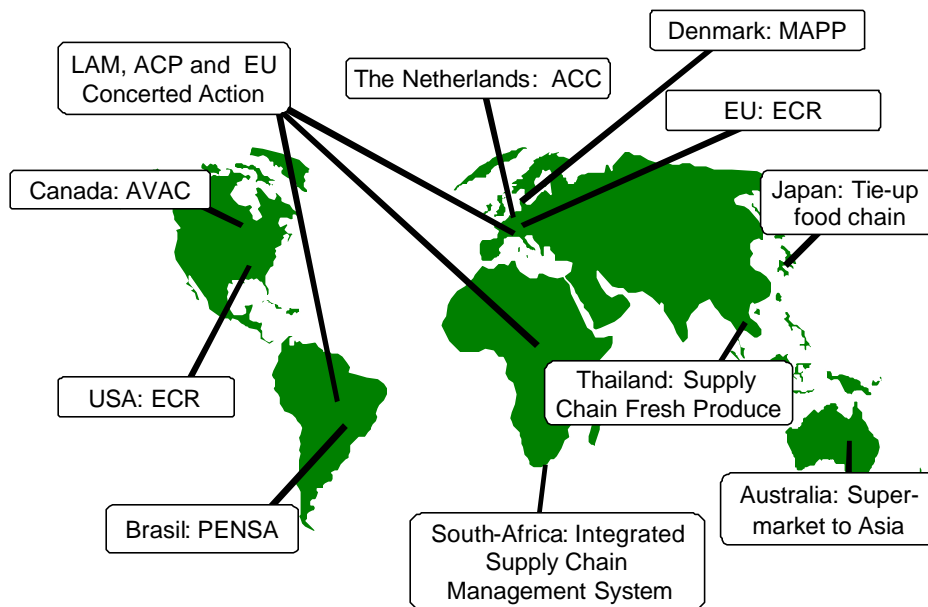 Denmark: MAPP
LAM, ACP and EU
Concerted Action
The Netherlands: ACC
EU: ECR
Canada: AVAC
Japan: Tie-up
food chain
USA: ECR
Thailand: Supply
Chain Fresh Produce
Brasil: PENSA
South-Africa: Integrated
Supply Chain
Management System
Australia: Super-
market to Asia